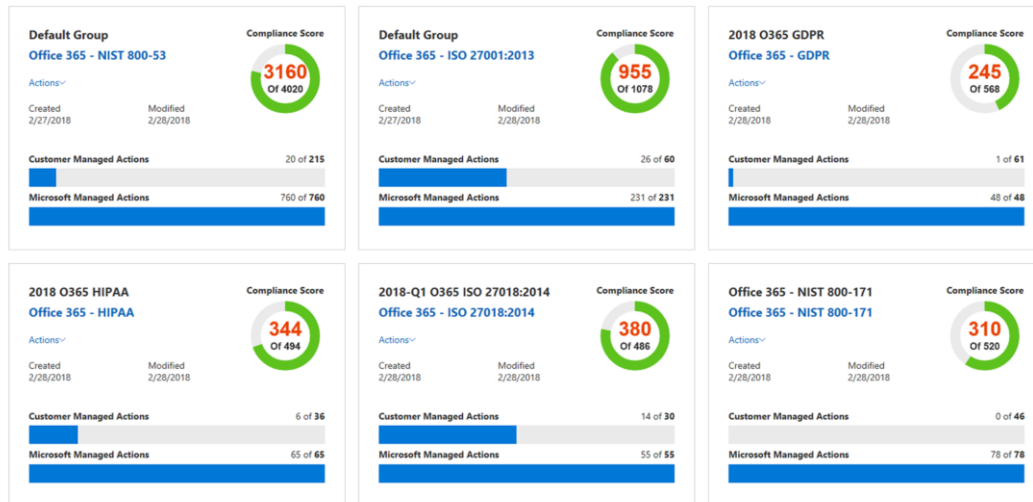 Default Group
Compliance Score
Office 365 - NIST 800-53
3160
Of 4020
Actions
Created Modified
2/27/2018 2/28/2018
Customer Managed Actions 20 of 215
Microsoft Managed Actions 760 of 760
Default Group
Compliance Score
Office 365 - ISO 27001:2013
955
Of 1078
Actions
Created Modified
2/27/2018 2/28/2018
Customer Managed Actions 26 of 60
Microsoft Managed Actions 231 of 231
2018 O365 GDPR
Compliance Score
Office 365 - GDPR
245
Of 568
Actions
Created Modified
2/28/2018 2/28/2018
Customer Managed Actions 1 of 61
Microsoft Managed Actions 48 of 48
2018 O365 HIPAA
Compliance Score
Office 365 - HIPAA
344
Of 494
Actions
Created Modified
2/28/2018 2/28/2018
Customer Managed Actions 6 of 36
Microsoft Managed Actions 65 of 65
2018-Q1 O365 ISO 27018:2014
Compliance Score
Office 365 - ISO 27018:2014
380
Of 486
Actions
Created Modified
2/28/2018 2/28/2018
Customer Managed Actions 14 of 30
Microsoft Managed Actions 55 of 55
Office 365 - NIST 800-171
Compliance Score
Office 365 - NIST 800-171
310
Of 520
Actions
Created Modified
2/28/2018 2/28/2018
Customer Managed Actions 0 of 46
Microsoft Managed Actions 78 of 78